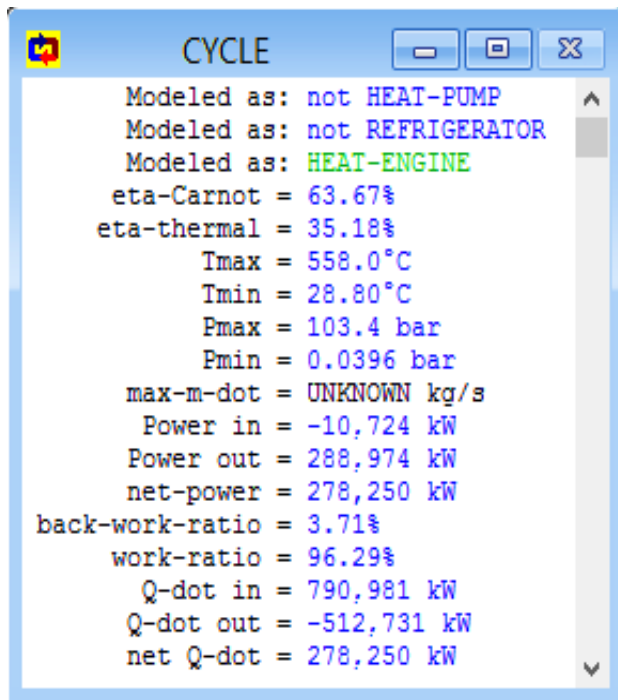 CYCLE
Modeled as: not HEAT-PUMP
Modeled as: not REFRIGERATOR
Modeled as: HEAT-ENGINE
eta-Carnot = 63.67%
eta-thermal = 35.18%
Tmax = 558.0°C
Tmin = 28.80°C
Pmax = 103.4 bar
Pmin = 0.0396 bar
max-m-dot = UNKNOWN kg/s
Power in = -10,724 kW
Power out = 288,974 kW
net-power = 278,250 kW
back-work-ratio = 3.71%
work-ratio = 96.29%
Q-dot in = 790,981 kW
Q-dot out = -512,731 kW
net Q-dot = 278,250 kW